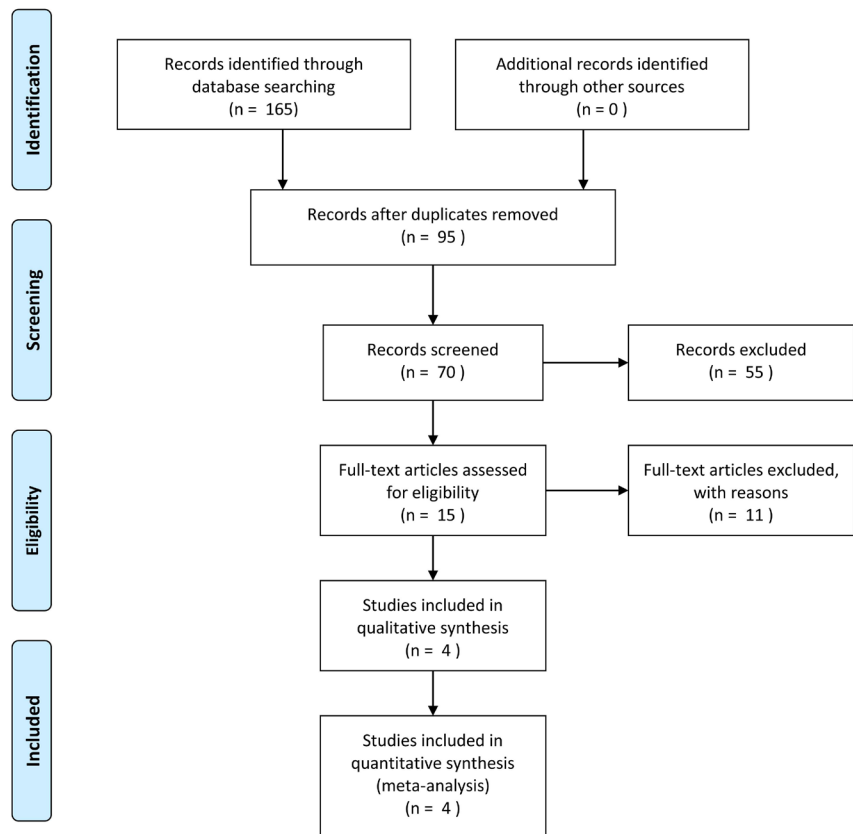 Identification
Records identified through
database searching
(n = 165)
Additional records identified
through other sources
(n = 0 )
Records after duplicates removed
(n = 95 )
Screening
Records screened
(n = 70 )
Records excluded
(n = 55 )
Eligibility
Full-text articles assessed
for eligibility
(n = 15 )
Full-text articles excluded,
with reasons
(n = 11 )
Studies included in
qualitative synthesis
(n = 4 )
Included
Studies included in
quantitative synthesis
(meta-analysis)
(n = 4 )